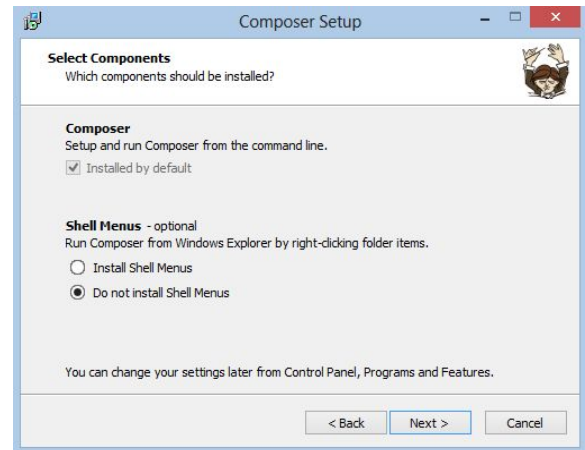 Composer Setup
Select Components
Which components should be installed?
Composer
Setup and run Composer from the command line.
Installed by default
Shell Menus - optional
Run Composer from Windows Explorer by right-clicking folder items.
Install Shell Menus
Do not install Shell Menus
You can change your settings later from Control Panel, Programs and Features.
< Back Next > Cancel